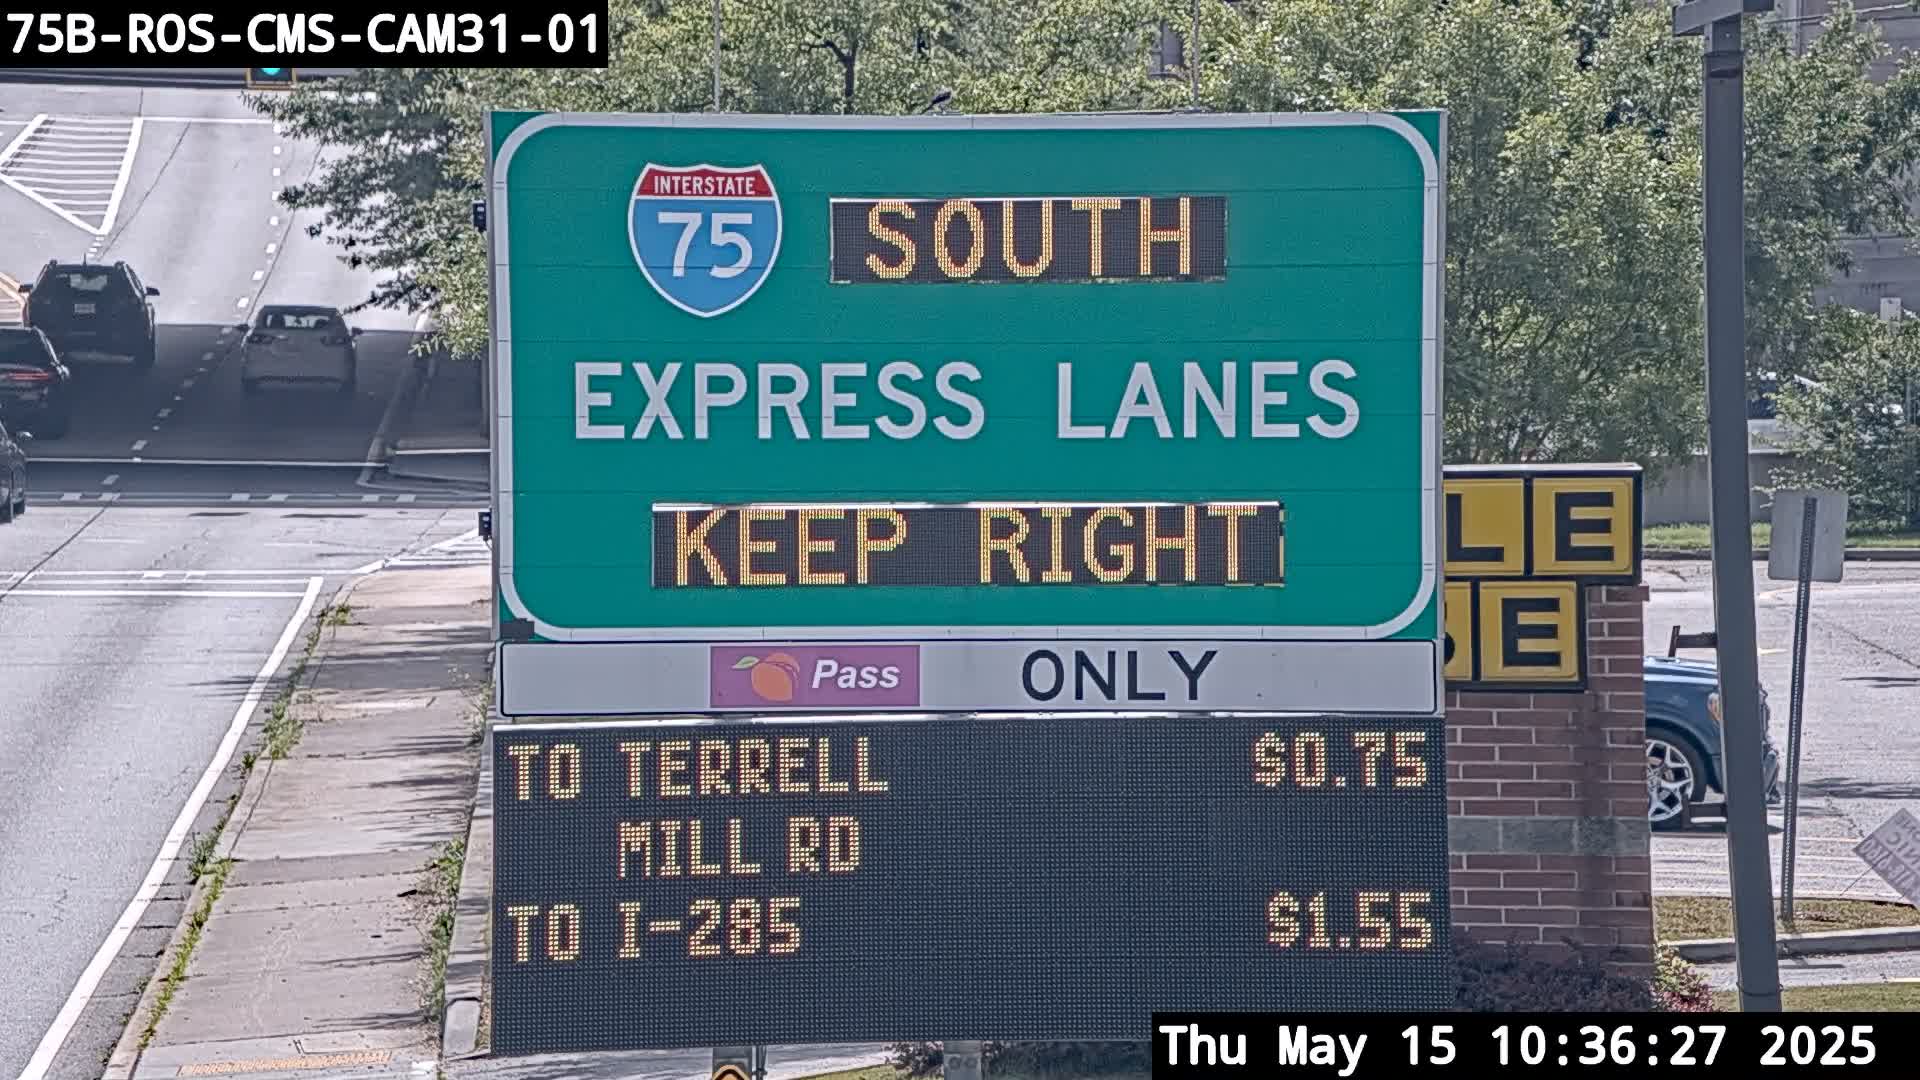 75B-ROS-CMS-CAM31-01
INTERSTATE
75
SOUTH
EXPRESS LANES
KEEP RIGHT
LE
E
Pass ONLY
TO TERRELL $0.75
MILL RD
TO I-285 $1.55
Thu May 15 10:36:27 2025